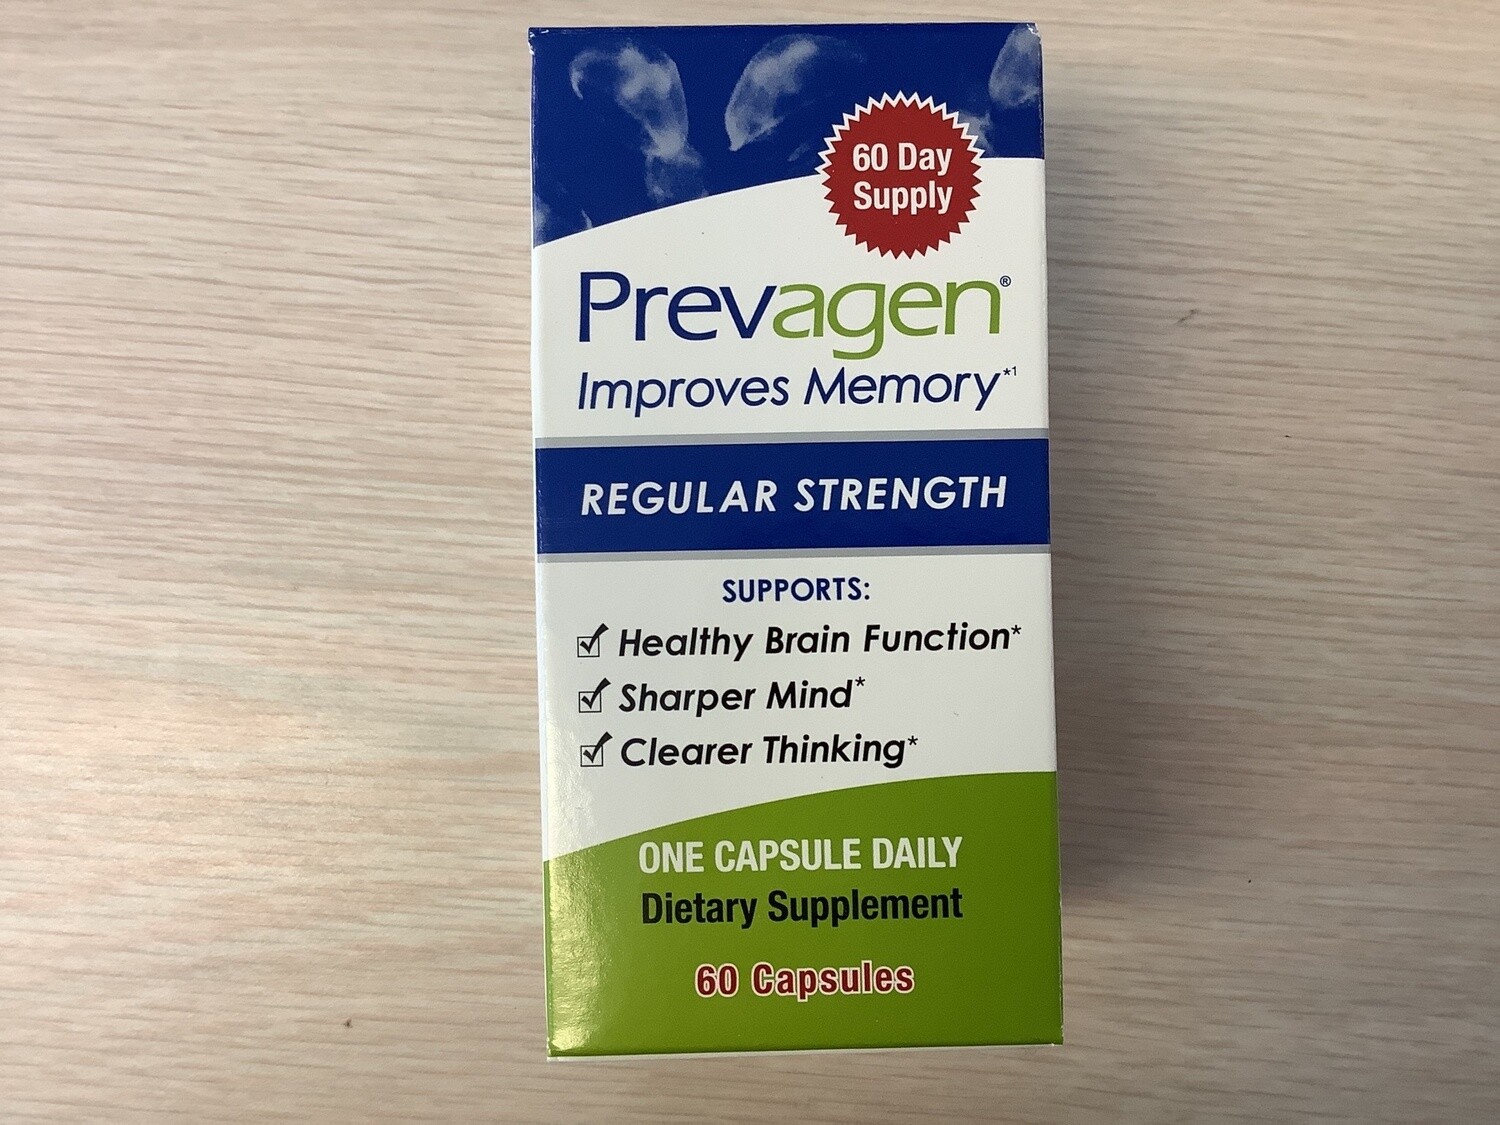 60 Day
Supply
Prevagen®
Improves Memory*¹
REGULAR STRENGTH
SUPPORTS:
Healthy Brain Function*
Sharper Mind*
Clearer Thinking*
ONE CAPSULE DAILY
Dietary Supplement
60 Capsules